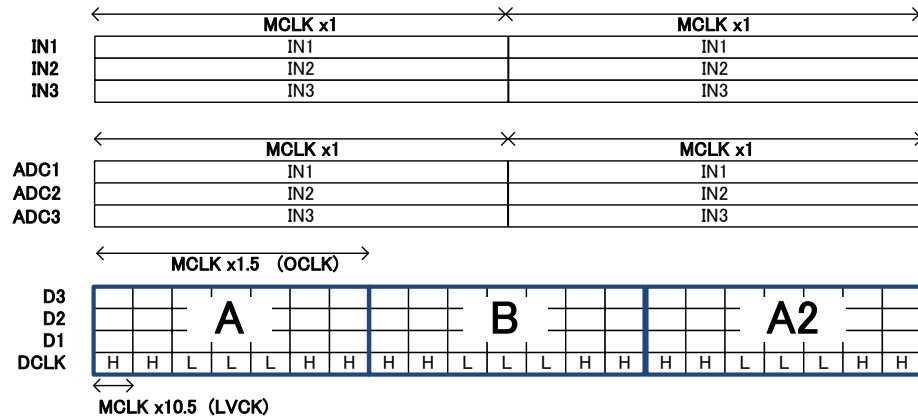 MCLK x1 MCLK x1
IN1 IN1 IN1
IN2 IN2 IN2
IN3 IN3 IN3
MCLK x1 MCLK x1
ADC1 IN1 IN1
ADC2 IN2 IN2
ADC3 IN3 IN3
MCLK x1.5 (OCLK)
D3
D2 A B A2
D1
DCLK H H L L L H H H H L L L H H H H L L L H H
MCLK x10.5 (LVCK)